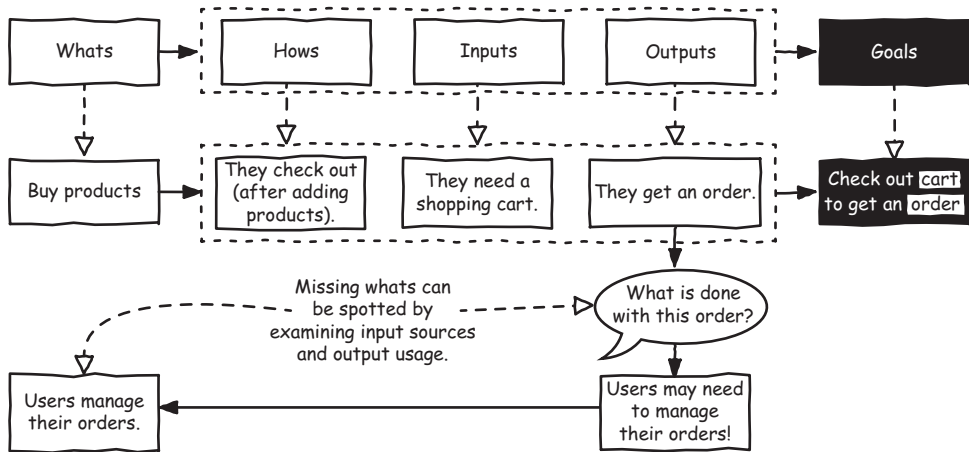 Whats
Hows
Inputs
Outputs
Goals
Buy products
They check out
(after adding
products).
They need a
shopping cart.
They get an order.
Check out cart
to get an order
Missing whats can
be spotted by
examining input sources
and output usage.
What is done
with this order?
Users manage
their orders.
Users may need
to manage
their orders!